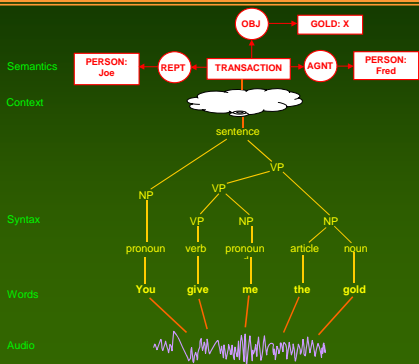 OBJ
GOLD: X
Semantics
PERSON:
Joe
REPT
TRANSACTION
AGNT
PERSON:
Fred
Context
sentence
VP
VP
NP
Syntax
VP
NP
NP
pronoun
verb
pronoun
article
noun
Words
You
give
me
the
gold
Audio